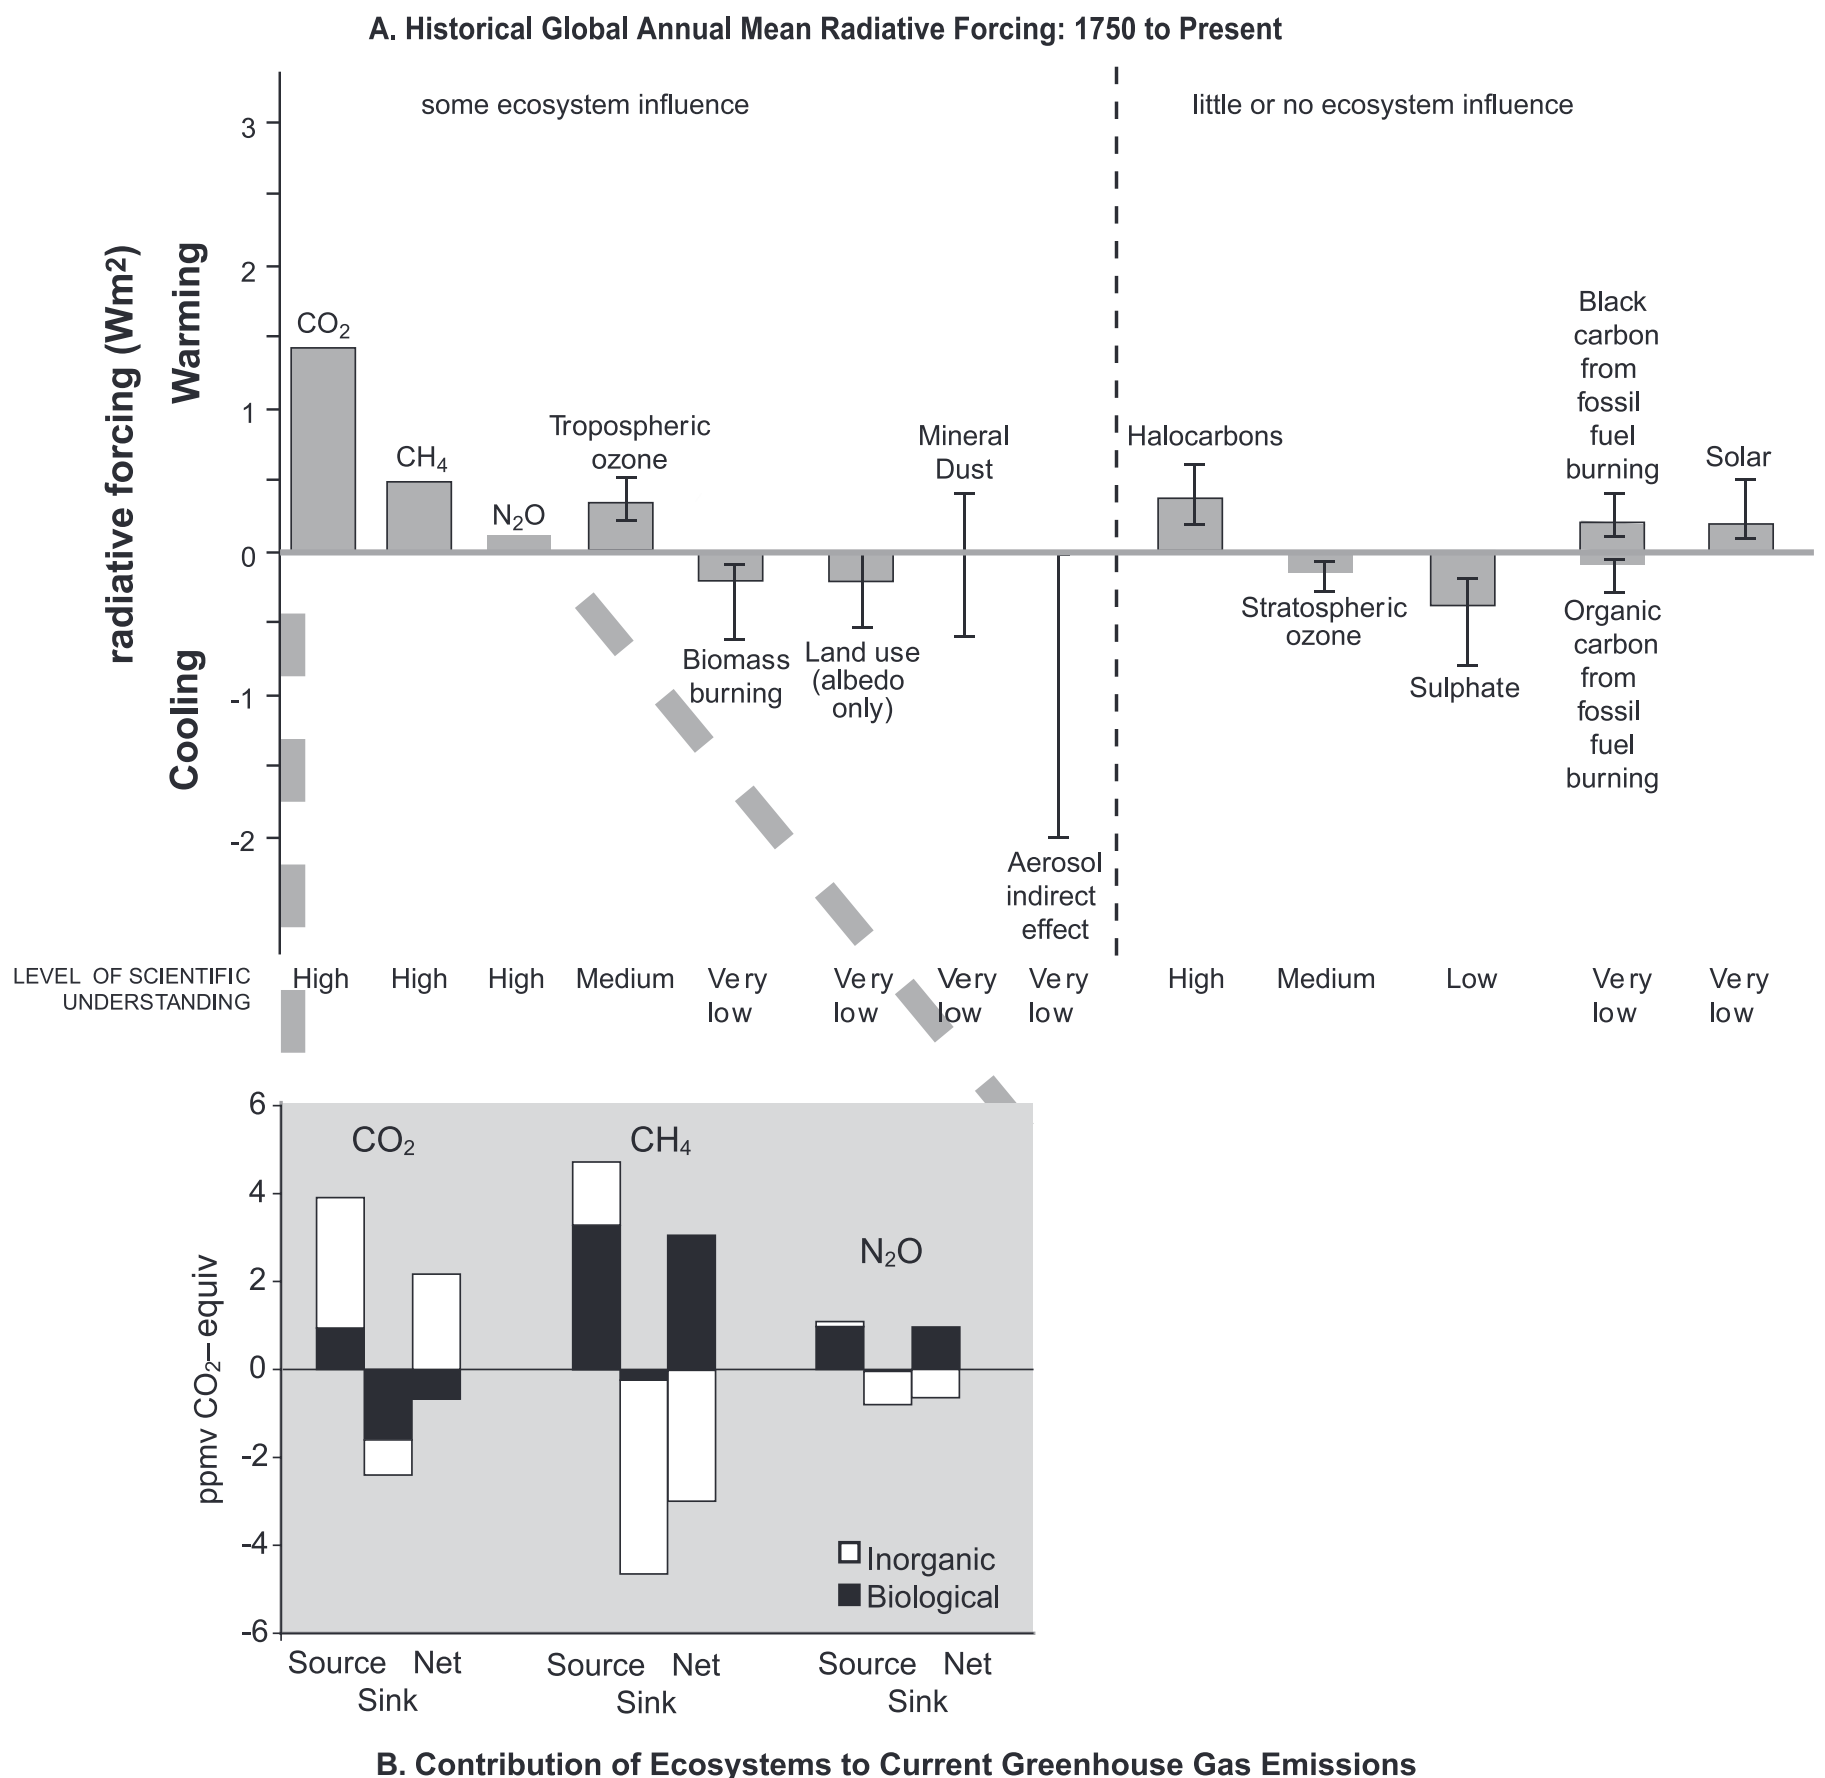 A. Historical Global Annual Mean Radiative Forcing: 1750 to Present
some ecosystem influence
little or no ecosystem influence
radiative forcing (Wm²)
Warming
Cooling
3
2
1
0
-1
-2
CO₂
CH₄
N₂O
Tropospheric
ozone
Biomass
burning
Land use
(albedo
only)
Mineral
Dust
Aerosol
indirect
effect
Halocarbons
Stratospheric
ozone
Sulphate
Black
carbon
from
fossil
fuel
burning
Organic
carbon
from
fossil
fuel
burning
Solar
LEVEL OF SCIENTIFIC
UNDERSTANDING
High
High
High
Medium
Very
low
Very
low
Very
low
Very
low
High
Medium
Low
Very
low
Very
low
ppmv CO₂– equiv
6
4
2
0
-2
-4
-6
CO₂
CH₄
N₂O
Inorganic
Biological
Source Net
Sink
Source Net
Sink
Source Net
Sink
B. Contribution of Ecosystems to Current Greenhouse Gas Emissions